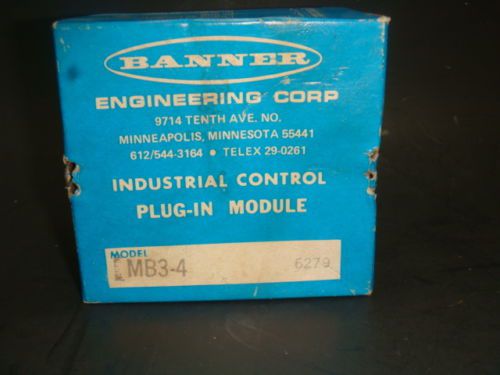 BANNER
ENGINEERING CORP
9714 TENTH AVE. NO.
MINNEAPOLIS, MINNESOTA 55441
612/544-3164 • TELEX 29-0261
INDUSTRIAL CONTROL
PLUG-IN MODULE
MODEL
MB3-4 6279